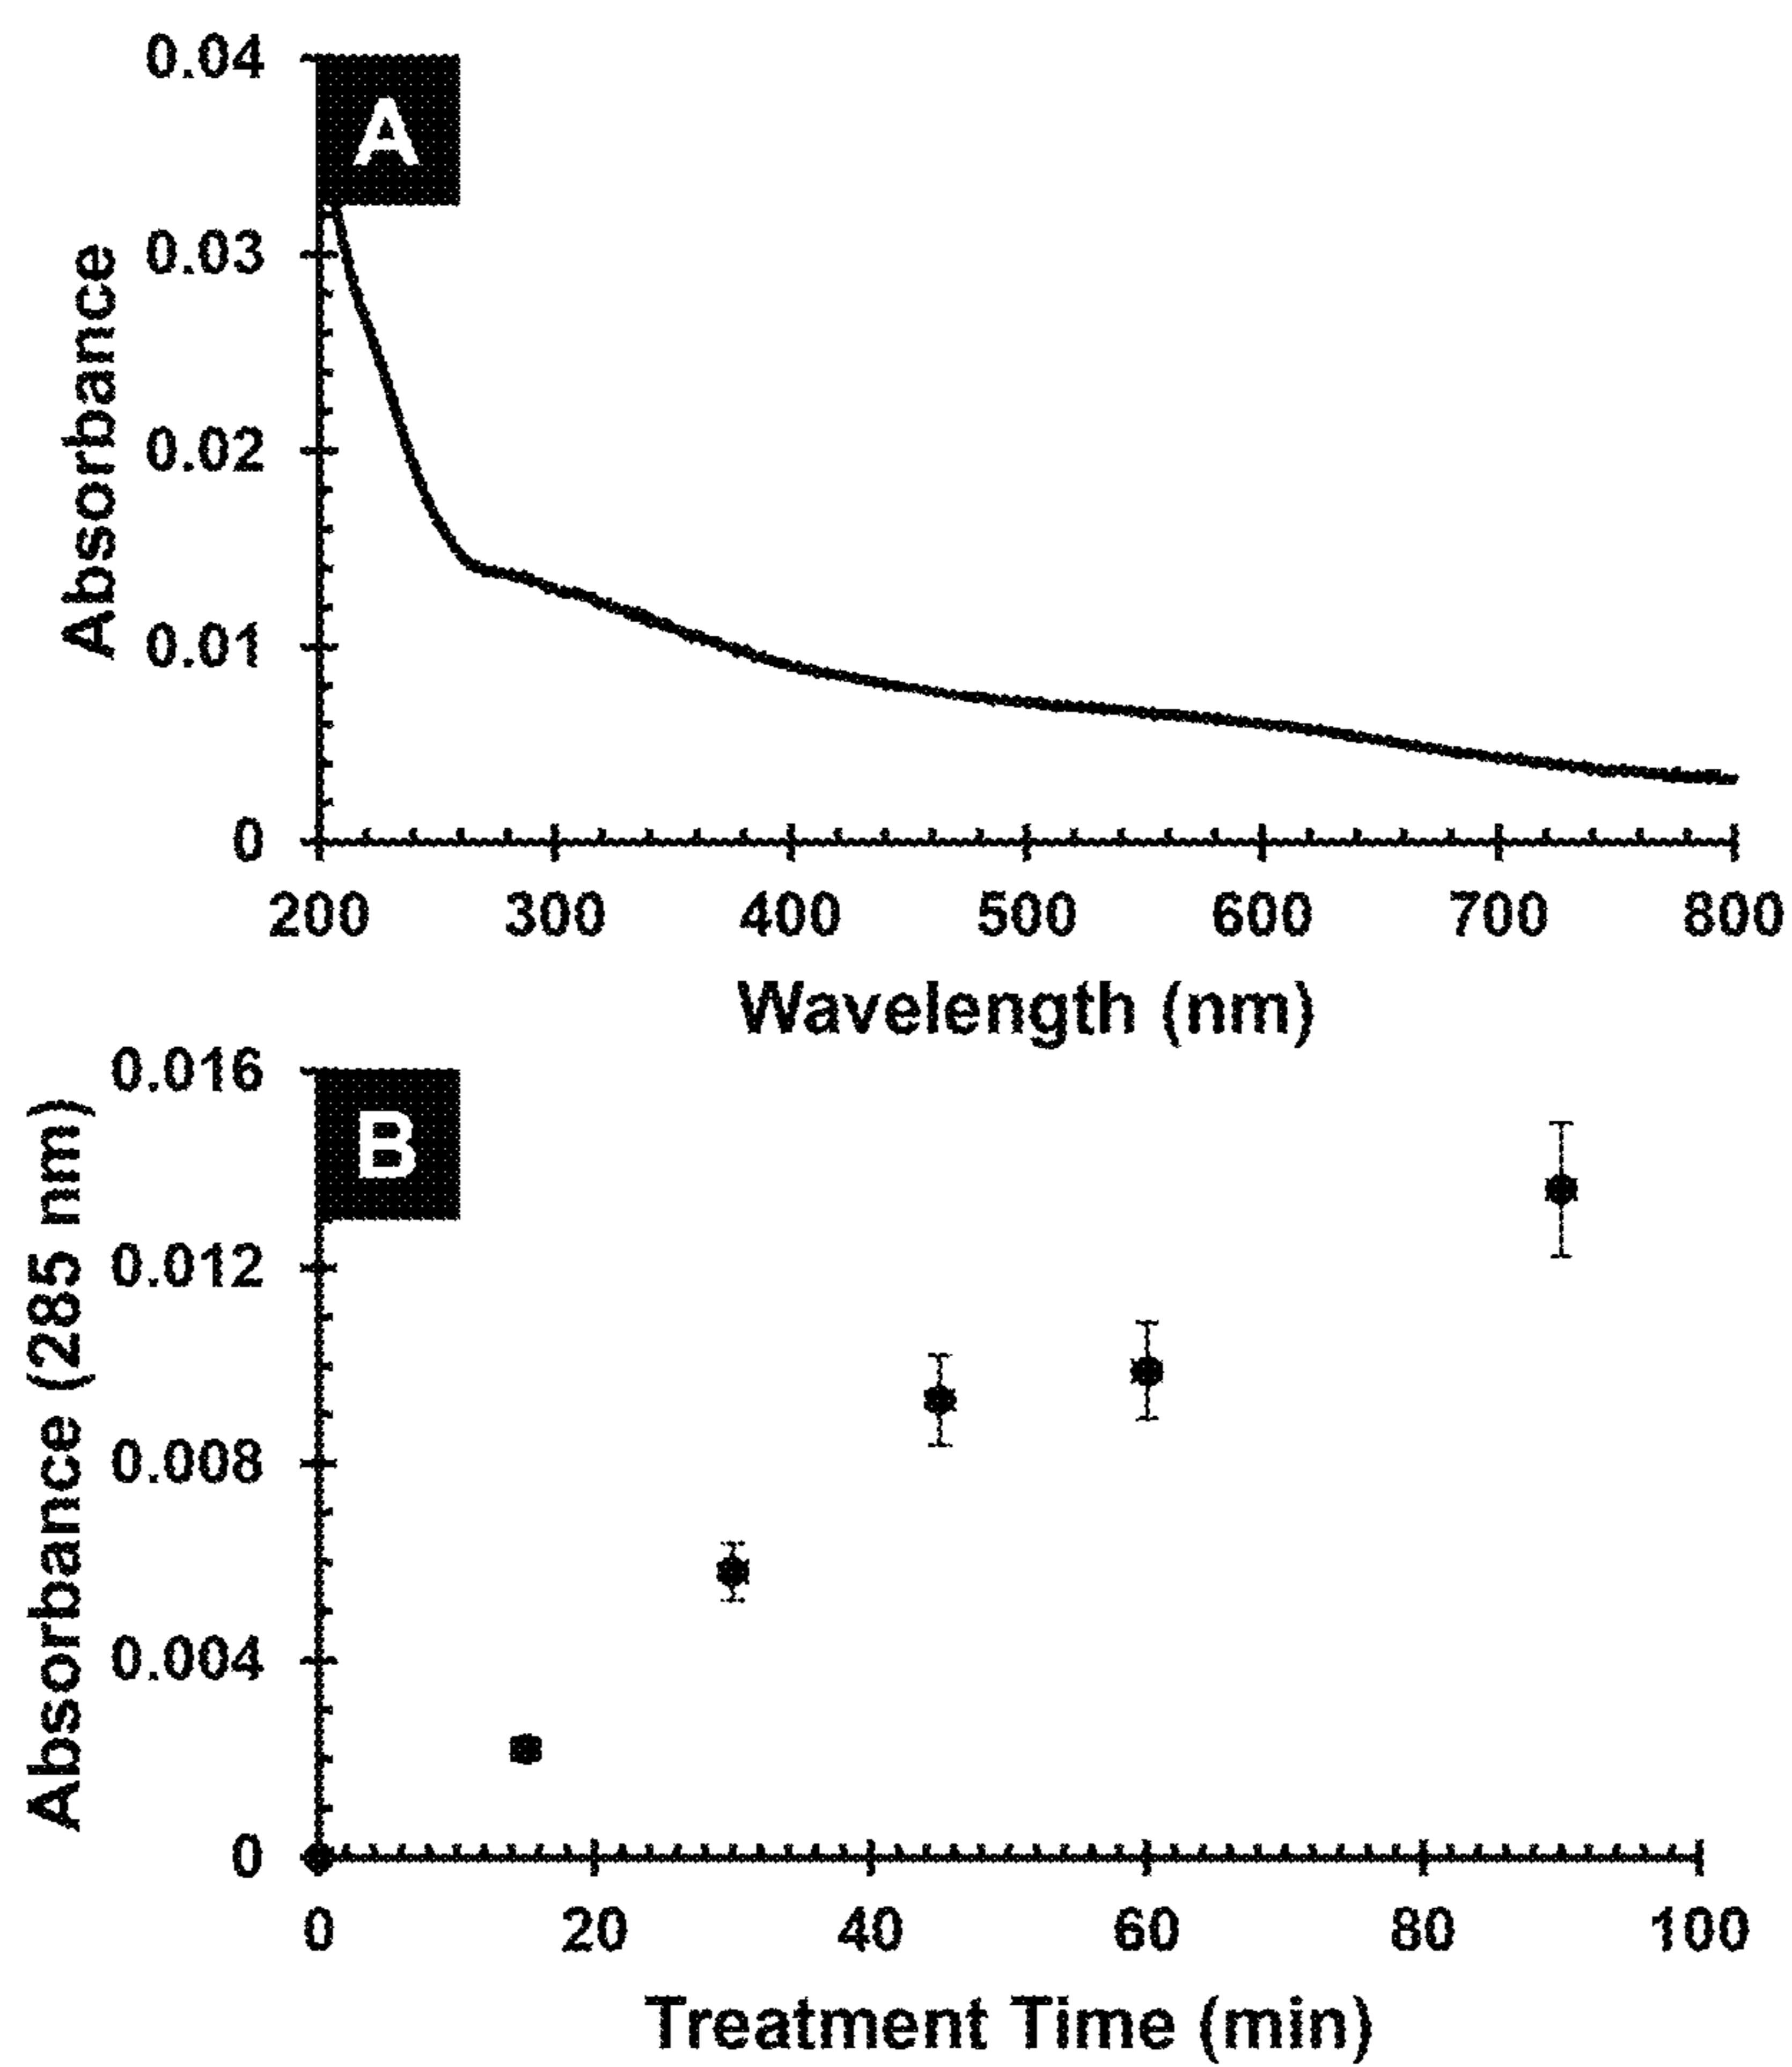 A
0.04
0.03
0.02
0.01
0
Absorbance
200 300 400 500 600 700 800
Wavelength (nm)
B
0.016
0.012
0.008
0.004
0
Absorbance (285 nm)
0 20 40 60 80 100
Treatment Time (min)